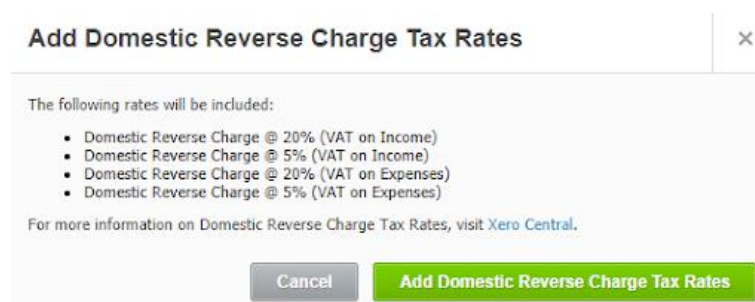 Add Domestic Reverse Charge Tax Rates ×
The following rates will be included:
• Domestic Reverse Charge @ 20% (VAT on Income)
• Domestic Reverse Charge @ 5% (VAT on Income)
• Domestic Reverse Charge @ 20% (VAT on Expenses)
• Domestic Reverse Charge @ 5% (VAT on Expenses)
For more information on Domestic Reverse Charge Tax Rates, visit Xero Central.
Cancel Add Domestic Reverse Charge Tax Rates